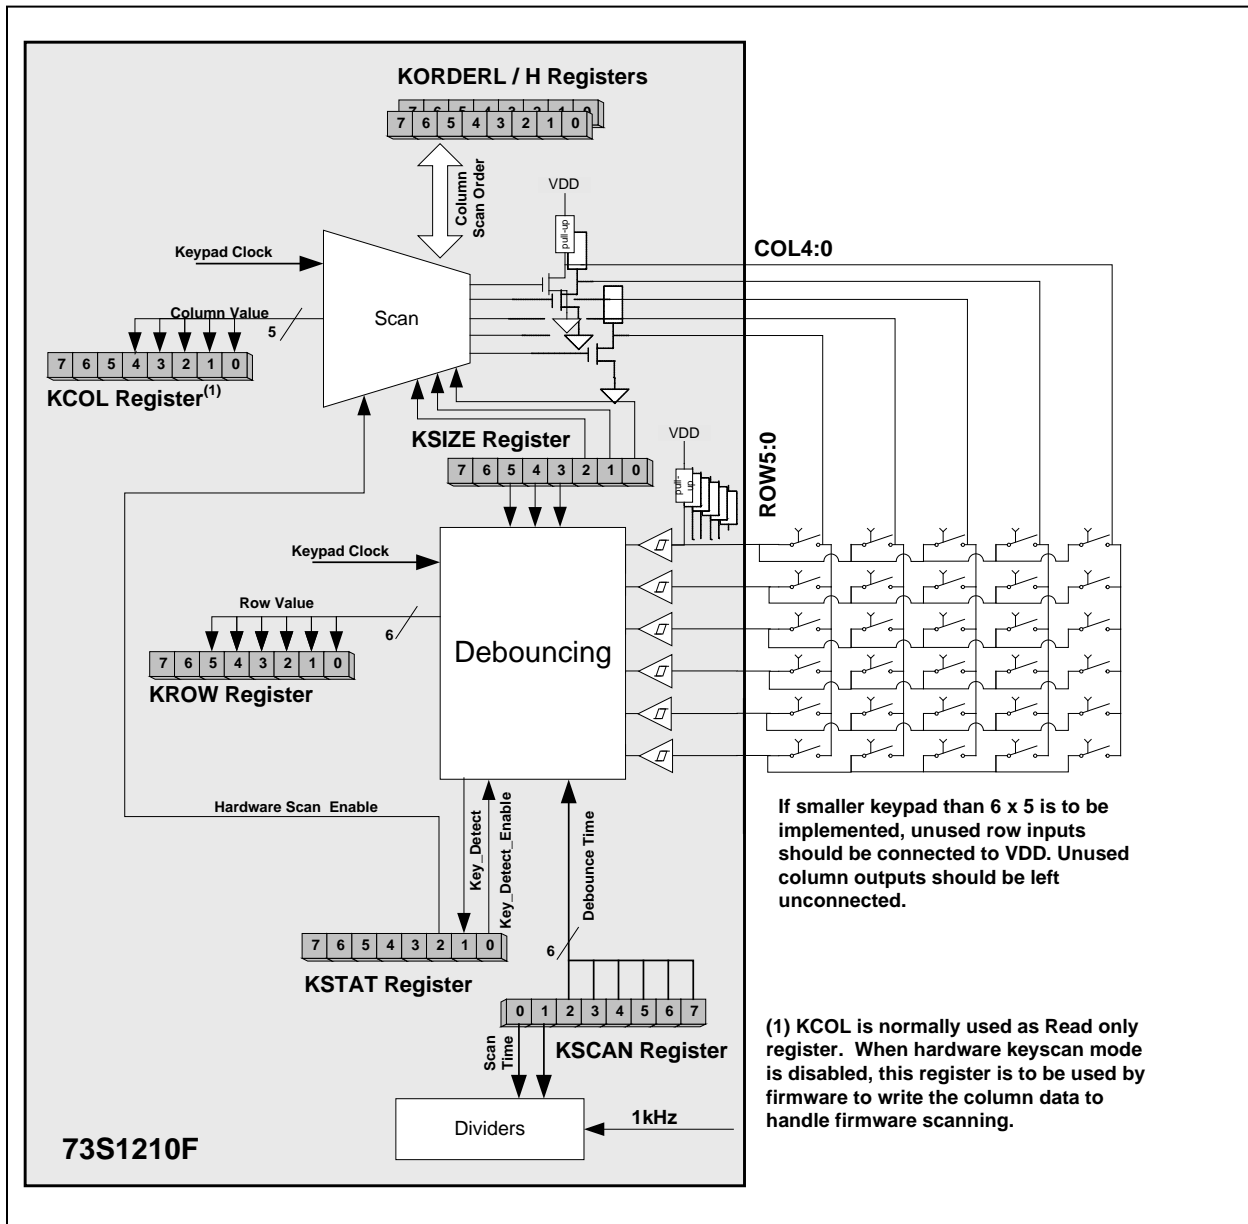 KORDERL / H Registers
7 6 5 4 3 2 1 0
7 6 5 4 3 2 1 0
Column
Scan Order
VDD
pull-up
COL4:0
Keypad Clock
Scan
Column Value
5
7 6 5 4 3 2 1 0
KCOL Register(1)
KSIZE Register
7 6 5 4 3 2 1 0
VDD
pull-
up
ROW5:0
Keypad Clock
Row Value
6
Debouncing
7 6 5 4 3 2 1 0
KROW Register
Hardware Scan Enable
Key_Detect
Key_Detect_Enable
Debounce Time
6
If smaller keypad than 6 x 5 is to be
implemented, unused row inputs
should be connected to VDD. Unused
column outputs should be left
unconnected.
7 6 5 4 3 2 1 0
KSTAT Register
0 1 2 3 4 5 6 7
KSCAN Register
Scan
Time
(1) KCOL is normally used as Read only
register. When hardware keyscan mode
is disabled, this register is to be used by
firmware to write the column data to
handle firmware scanning.
Dividers
1kHz
73S1210F